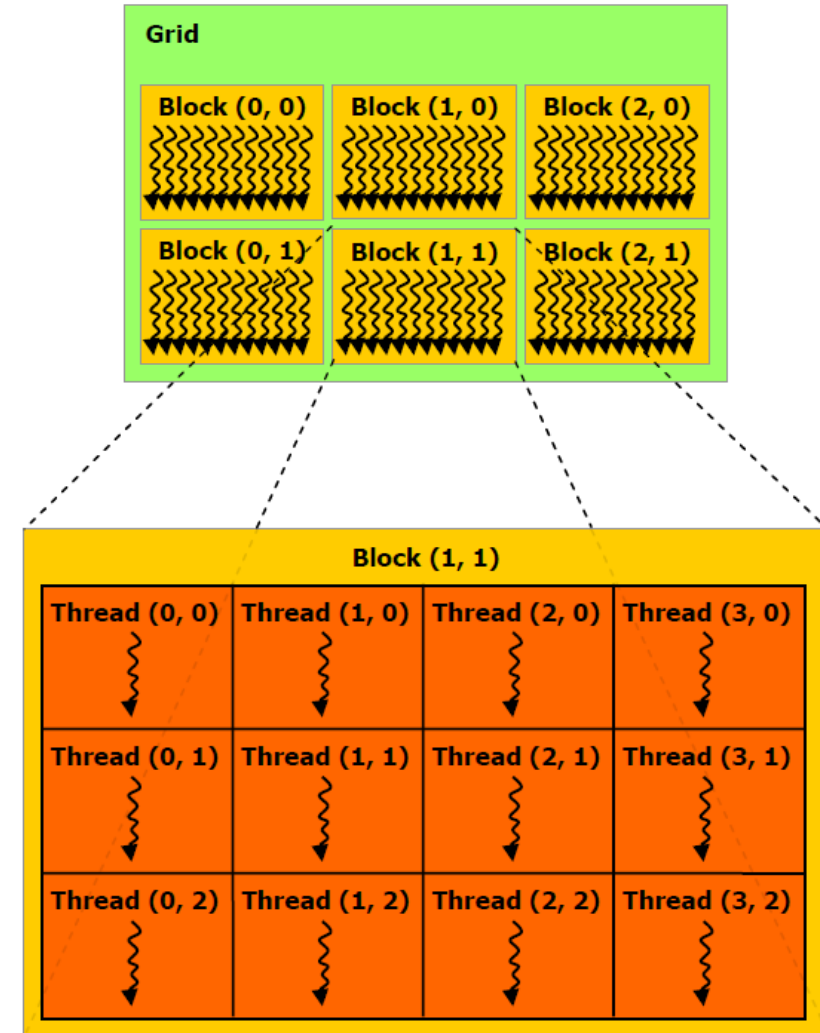 Grid
Block (0, 0) Block (1, 0) Block (2, 0)
Block (0, 1) Block (1, 1) Block (2, 1)
Block (1, 1)
Thread (0, 0) Thread (1, 0) Thread (2, 0) Thread (3, 0)
Thread (0, 1) Thread (1, 1) Thread (2, 1) Thread (3, 1)
Thread (0, 2) Thread (1, 2) Thread (2, 2) Thread (3, 2)